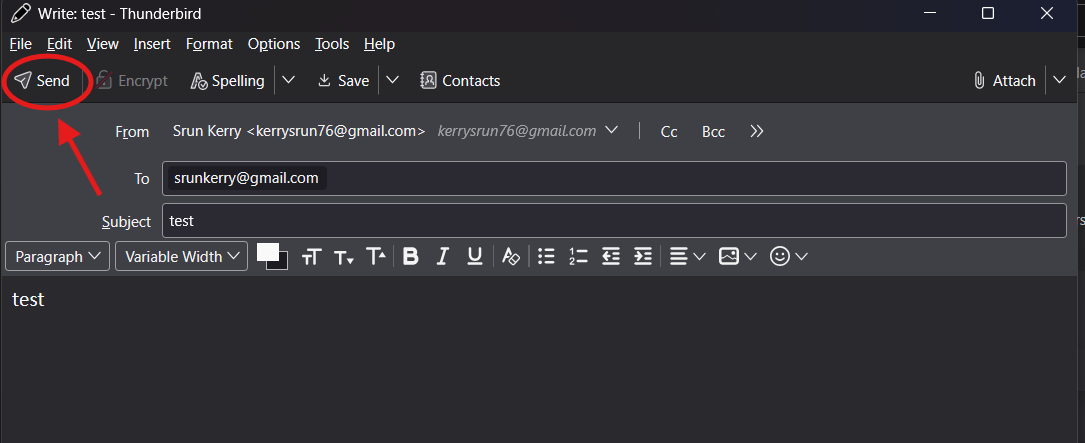 Write: test - Thunderbird
File Edit View Insert Format Options Tools Help
Send Encrypt Spelling Save Contacts Attach
From Srun Kerry <kerrysrun76@gmail.com> kerrysrun76@gmail.com Cc Bcc
To srunkerry@gmail.com
Subject test
Paragraph Variable Width
test